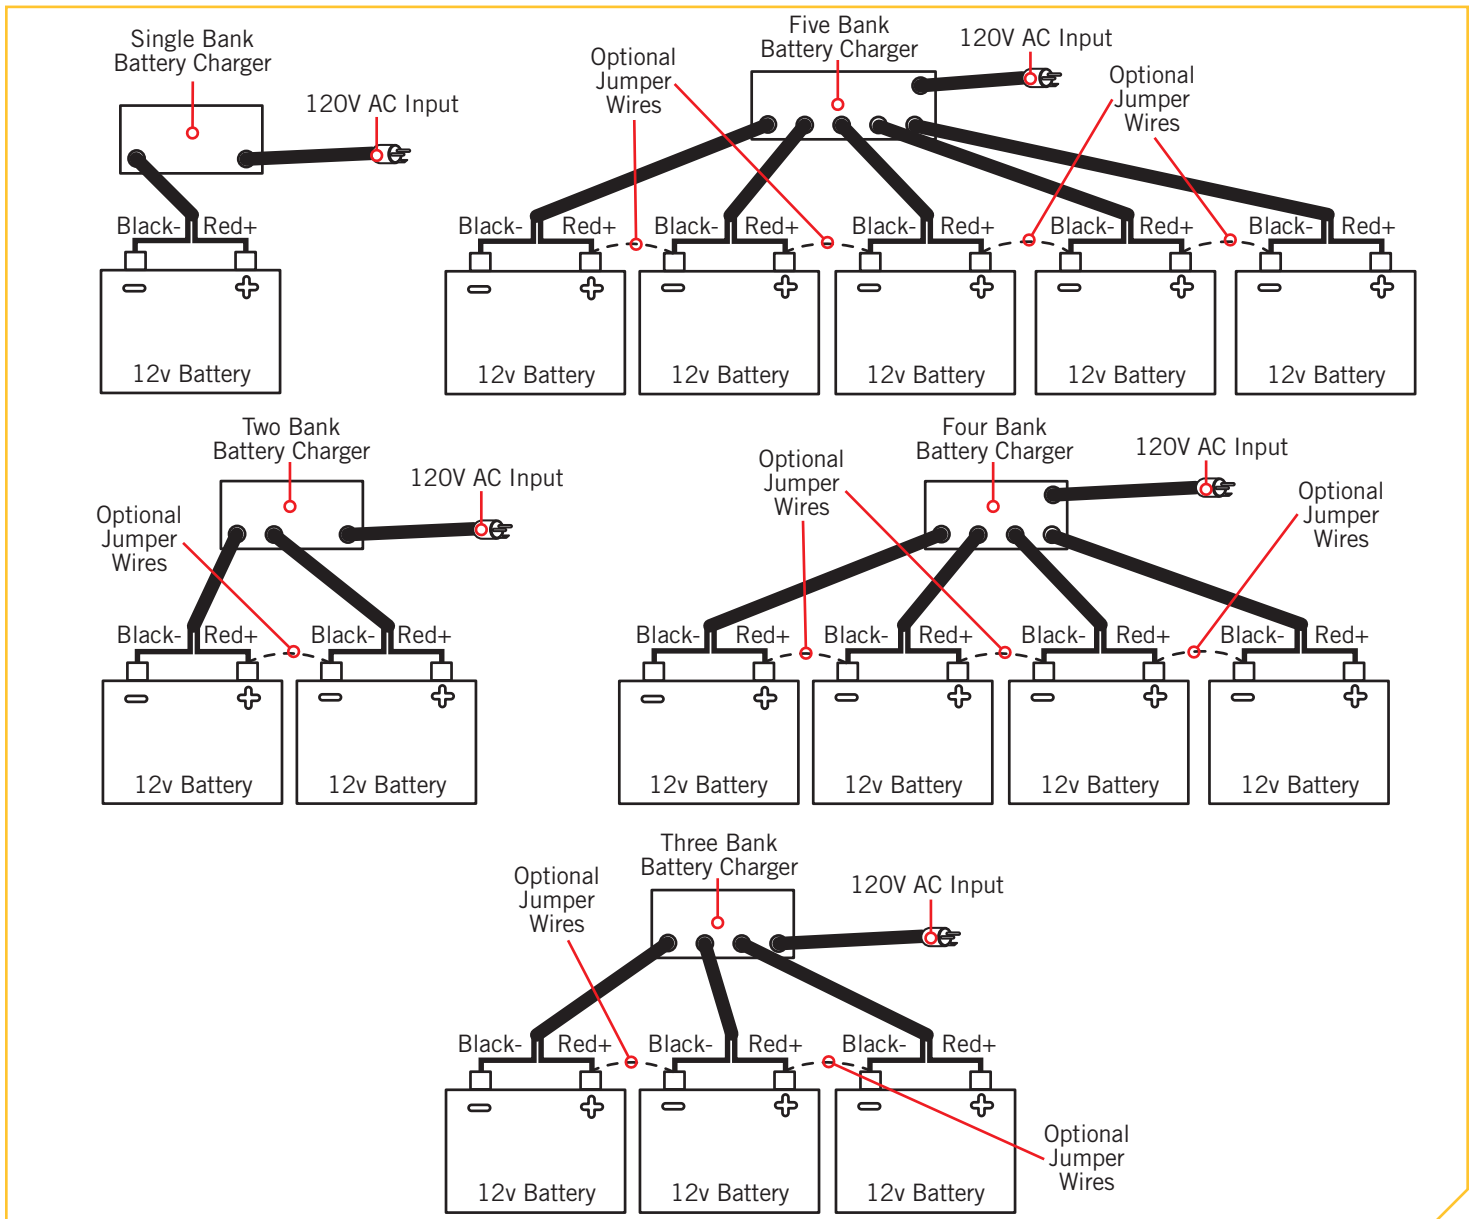 Single Bank
Battery Charger
120V AC Input
Black-
Red+
12v Battery
Five Bank
Battery Charger
120V AC Input
Optional
Jumper
Wires
Optional
Jumper
Wires
Black-
Red+
Black-
Red+
Black-
Red+
Black-
Red+
Black-
Red+
12v Battery
12v Battery
12v Battery
12v Battery
12v Battery
Two Bank
Battery Charger
120V AC Input
Optional
Jumper
Wires
Black-
Red+
Black-
Red+
12v Battery
12v Battery
Four Bank
Battery Charger
120V AC Input
Optional
Jumper
Wires
Optional
Jumper
Wires
Black-
Red+
Black-
Red+
Black-
Red+
Black-
Red+
12v Battery
12v Battery
12v Battery
12v Battery
Three Bank
Battery Charger
120V AC Input
Optional
Jumper
Wires
Black-
Red+
Black-
Red+
Black-
Red+
12v Battery
12v Battery
12v Battery
Optional
Jumper
Wires